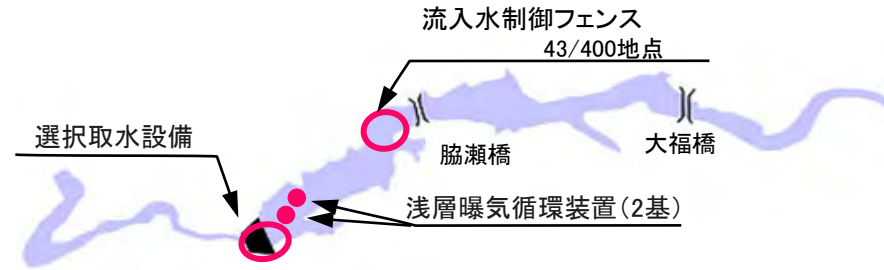 流入水制御フェンス
43/400地点
選択取水設備
脇瀬橋
大福橋
浅層曝気循環装置(2基)